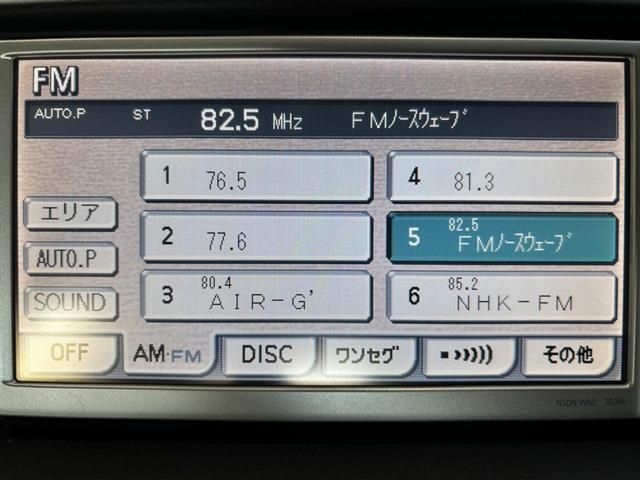 FM
AUTO.P ST 82.5 MHz FMﾉｰｽｳｪｰﾌﾞ
1 76.5
4 81.3
エリア
2 77.6
5 82.5 FMﾉｰｽｳｪｰﾌﾞ
AUTO.P
3 80.4 AIR-G'
6 85.2 NHK-FM
SOUND
OFF AM·FM DISC ワンセグ その他
NSDN-W60 76046